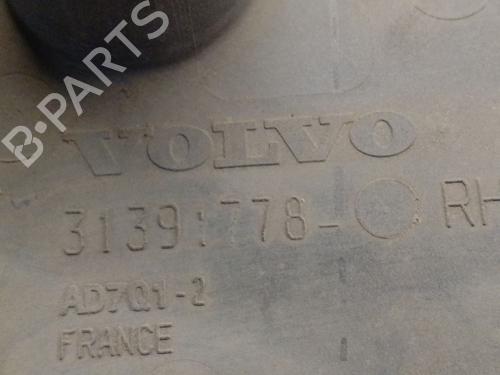 B-PARTS
VOLVO
31391778- RH
AD7Q1-2
FRANCE